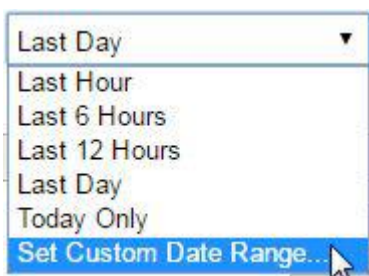 Last Day
Last Hour
Last 6 Hours
Last 12 Hours
Last Day
Today Only
Set Custom Date Range...